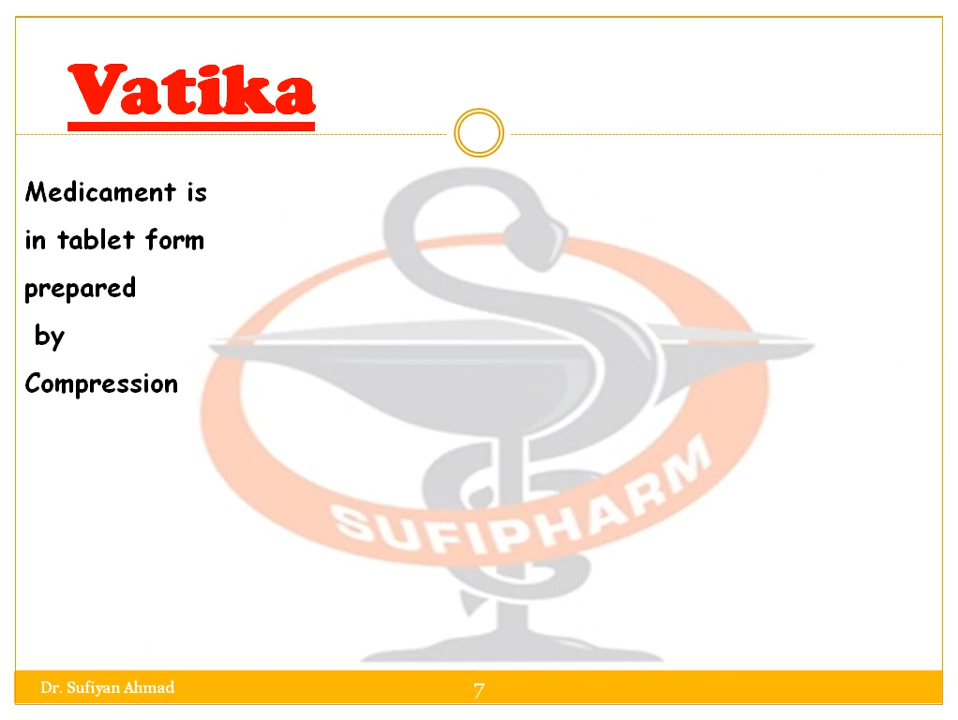 Vatika
Medicament is
in tablet form
prepared
by
Compression
SUFIPHARM
Dr. Sufiyan Ahmad
7